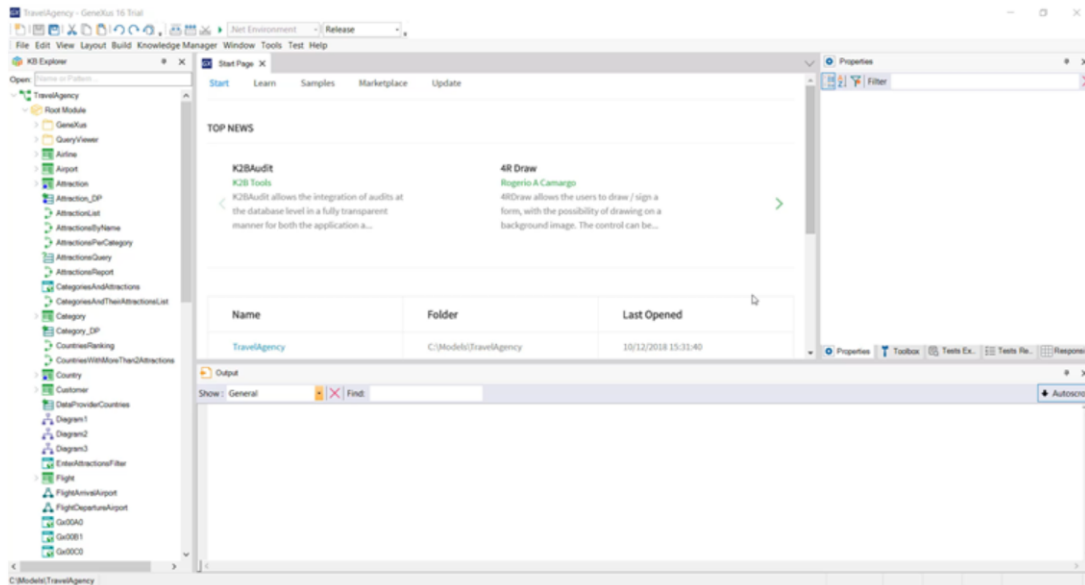 TravelAgency - GeneXus 16 Trial
.Net Environment
Release
File Edit View Layout Build Knowledge Manager Window Tools Test Help
KB Explorer
Open: Name or Pattern...
TravelAgency
Root Module
GeneXus
QueryViewer
Airline
Airport
Attraction
Attraction_DP
AttractionList
AttractionsByName
AttractionsPerCategory
AttractionsQuery
AttractionsReport
CategoriesAndAttractions
CategoriesAndTheirAttractionsList
Category
Category_DP
CountriesRanking
CountriesWithMoreThan2Attractions
Country
Customer
DataProviderCountries
Diagram1
Diagram2
Diagram3
EnterAttractionsFilter
Flight
FlightArrivalAirport
FlightDepartureAirport
Gx00A0
Gx00B1
Gx00C0
C:\Models\TravelAgency
Start Page
Start Learn Samples Marketplace Update
TOP NEWS
K2BAudit
K2B Tools
K2BAudit allows the integration of audits at
the database level in a fully transparent
manner for both the application a...
4R Draw
Rogerio A Camargo
4RDraw allows the users to draw / sign a
form, with the possibility of drawing on a
background image. The control can be...
Name Folder Last Opened
TravelAgency C:\Models\TravelAgency 10/12/2018 15:31:40
Output
Show: General Find:
Autoscro
Properties
Filter
Properties Toolbox Tests Ex... Tests Re... Respons